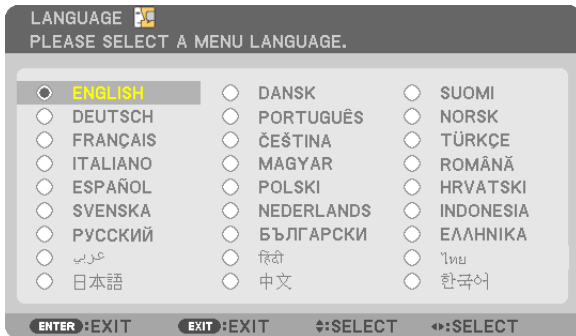 LANGUAGE
PLEASE SELECT A MENU LANGUAGE.
ENGLISH DANSK SUOMI
DEUTSCH PORTUGUÊS NORSK
FRANÇAIS ČEŠTINA TÜRKÇE
ITALIANO MAGYAR ROMÂNĂ
ESPAÑOL POLSKI HRVATSKI
SVENSKA NEDERLANDS INDONESIA
РУССКИЙ БЪЛГАРСКИ ΕΛΛΗΝΙΚΑ
عربي हिंदी ไทย
日本語 中文 한국어
ENTER:EXIT EXIT:EXIT :SELECT :SELECT